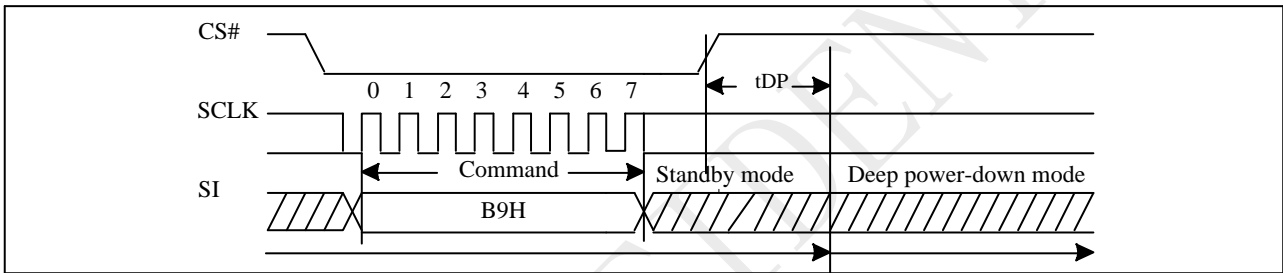 CS#
tDP
0 1 2 3 4 5 6 7
SCLK
Command
Standby mode
Deep power-down mode
SI
B9H